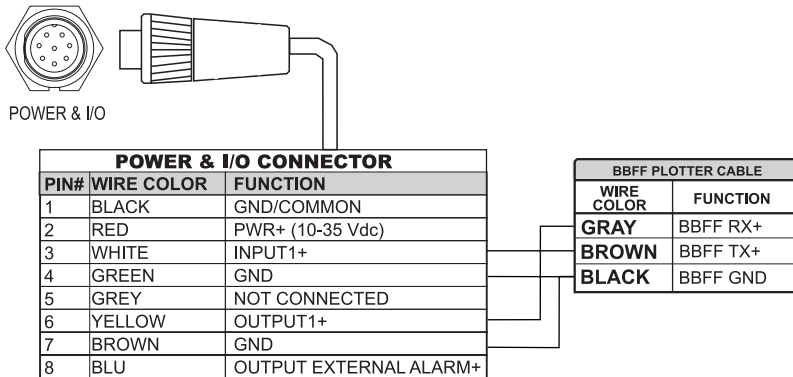 POWER & I/O
POWER & I/O CONNECTOR
PIN# WIRE COLOR FUNCTION
1 BLACK GND/COMMON
2 RED PWR+ (10-35 Vdc)
3 WHITE INPUT1+
4 GREEN GND
5 GREY NOT CONNECTED
6 YELLOW OUTPUT1+
7 BROWN GND
8 BLU OUTPUT EXTERNAL ALARM+
BBFF PLOTTER CABLE
WIRE COLOR FUNCTION
GRAY BBFF RX+
BROWN BBFF TX+
BLACK BBFF GND